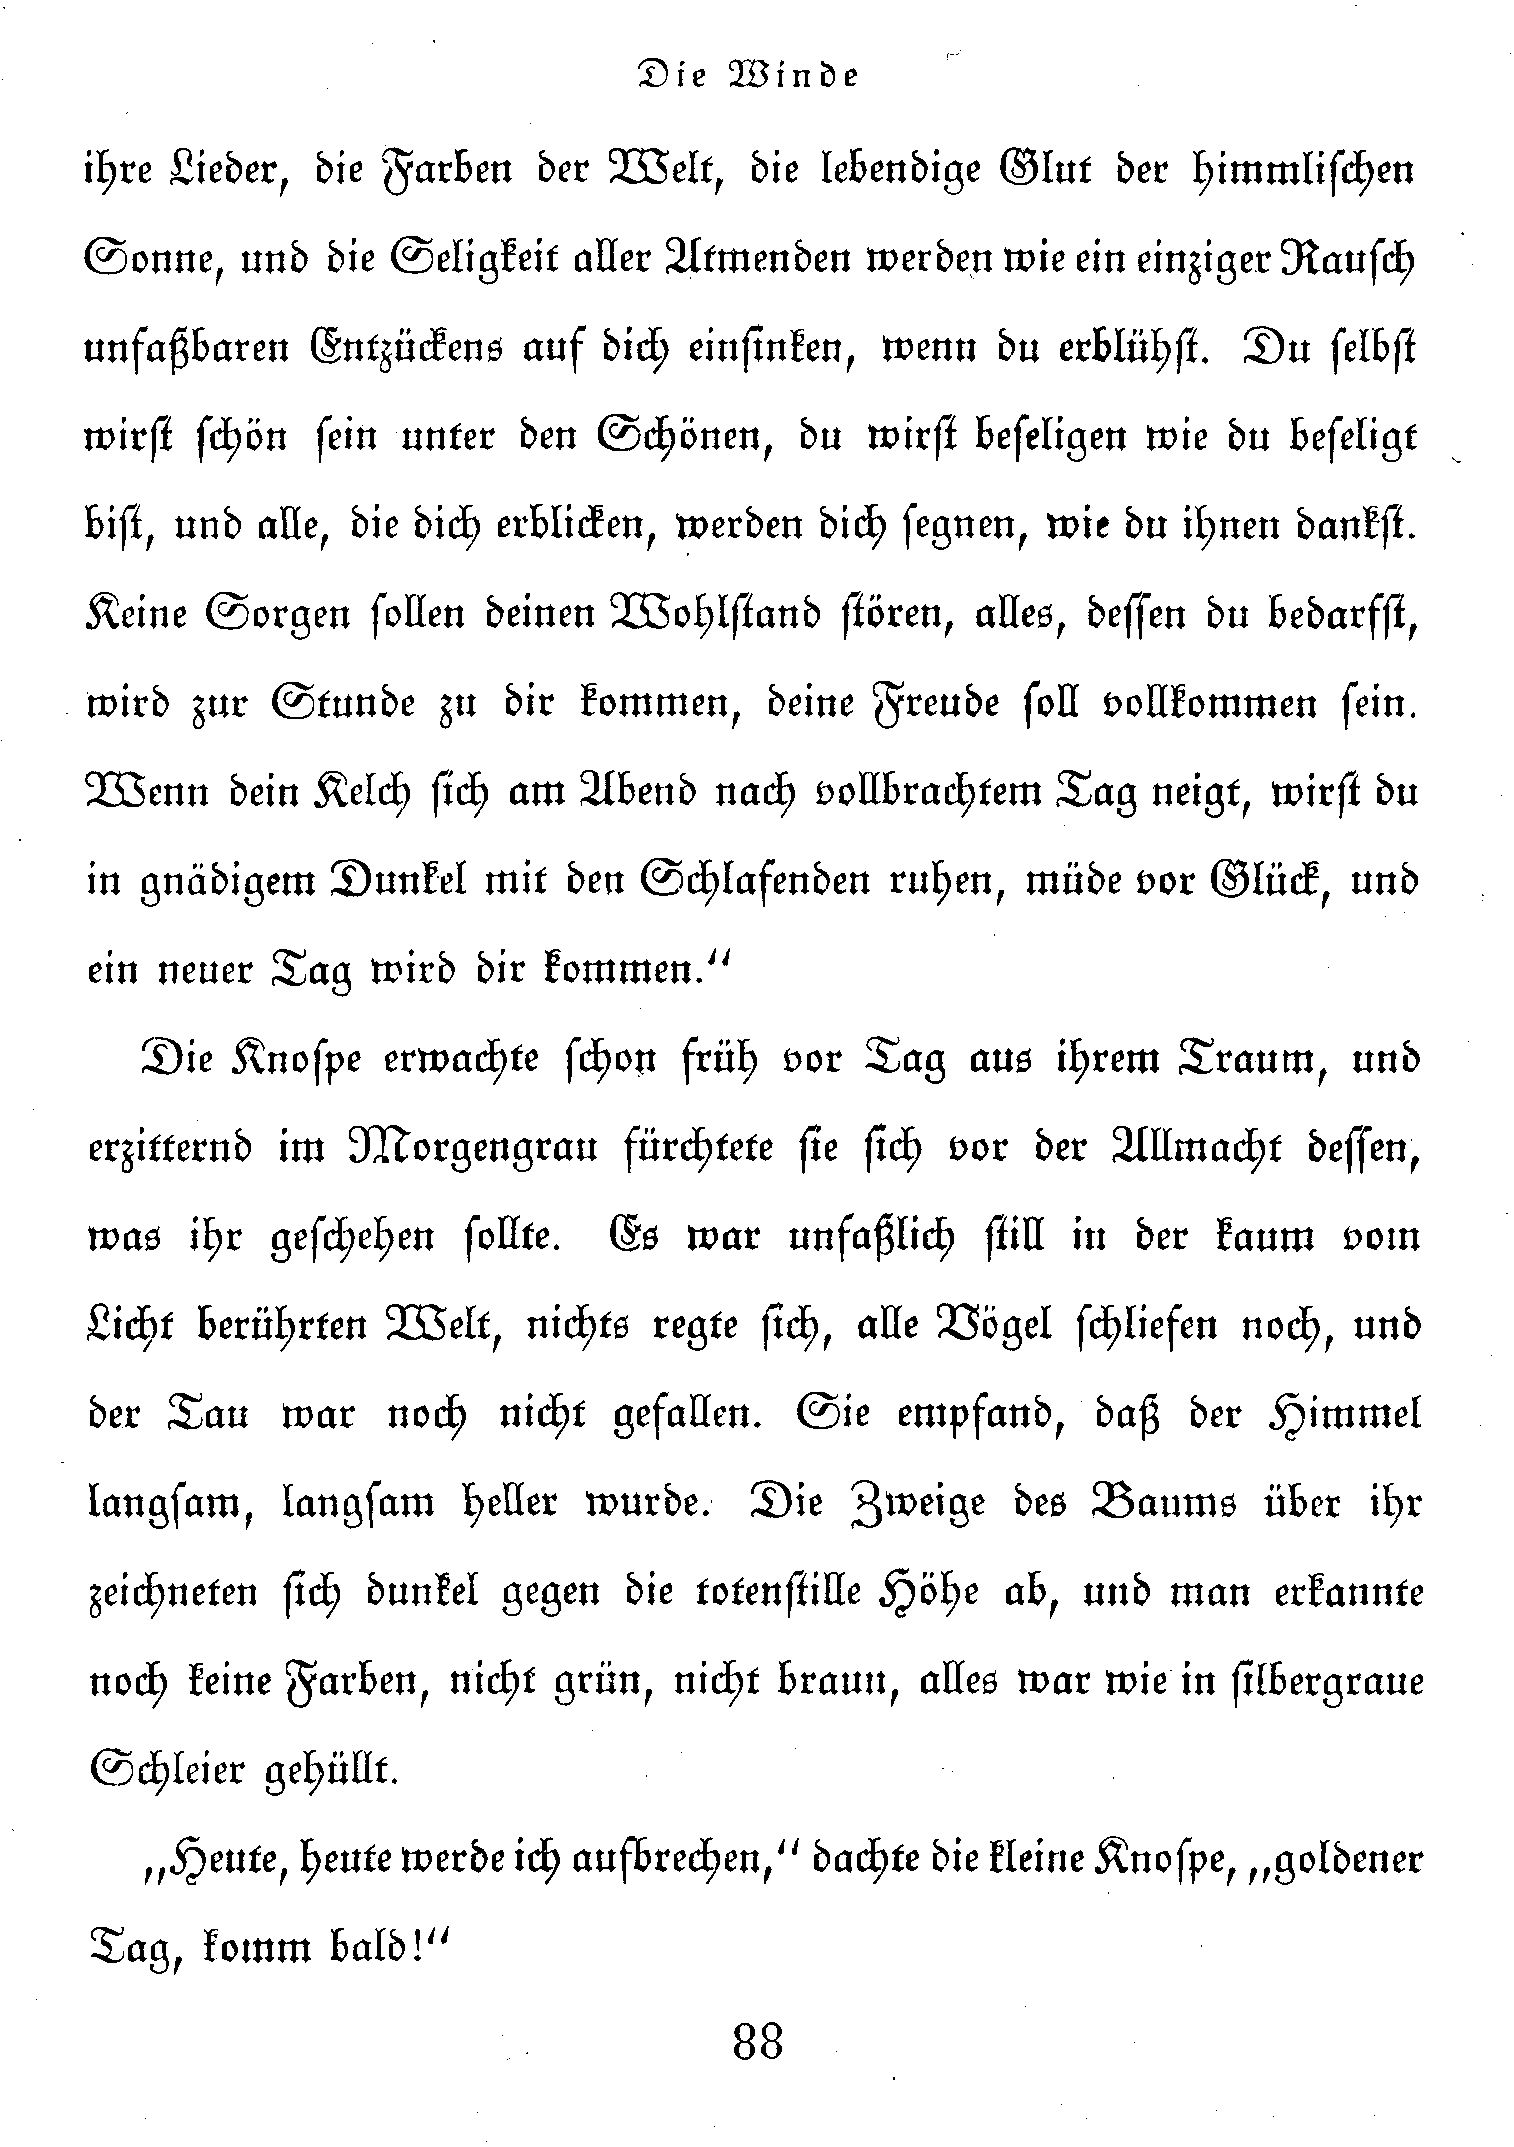 Die Winde
ihre Lieder, die Farben der Welt, die lebendige Glut der himmlischen
Sonne, und die Seligkeit aller Atmenden werden wie ein einziger Rausch
unfaßbaren Entzückens auf dich einsinken, wenn du erblühst. Du selbst
wirst schön sein unter den Schönen, du wirst beseligen wie du beseligt
bist, und alle, die dich erblicken, werden dich segnen, wie du ihnen dankst.
Keine Sorgen sollen deinen Wohlstand stören, alles, dessen du bedarfst,
wird zur Stunde zu dir kommen, deine Freude soll vollkommen sein.
Wenn dein Kelch sich am Abend nach vollbrachtem Tag neigt, wirst du
in gnädigem Dunkel mit den Schlafenden ruhen, müde vor Glück, und
ein neuer Tag wird dir kommen.“
Die Knospe erwachte schon früh vor Tag aus ihrem Traum, und
erzitternd im Morgengrau fürchtete sie sich vor der Allmacht dessen,
was ihr geschehen sollte. Es war unfaßlich still in der kaum vom
Licht berührten Welt, nichts regte sich, alle Vögel schliefen noch, und
der Tau war noch nicht gefallen. Sie empfand, daß der Himmel
langsam, langsam heller wurde. Die Zweige des Baums über ihr
zeichneten sich dunkel gegen die totenstille Höhe ab, und man erkannte
noch keine Farben, nicht grün, nicht braun, alles war wie in silbergraue
Schleier gehüllt.
„Heute, heute werde ich aufbrechen,“ dachte die kleine Knospe, „goldener
Tag, komm bald!“
88